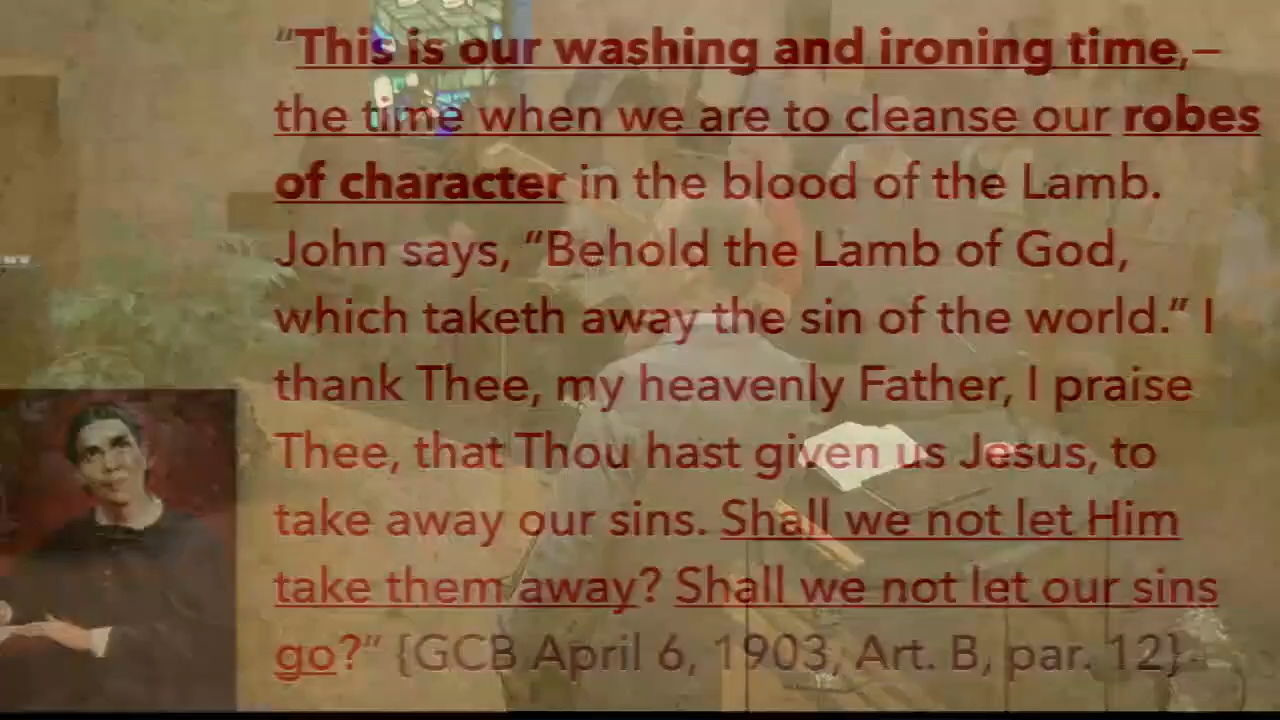 “This is our washing and ironing time,–
the time when we are to cleanse our robes
of character in the blood of the Lamb.
John says, “Behold the Lamb of God,
which taketh away the sin of the world.” I
thank Thee, my heavenly Father, I praise
Thee, that Thou hast given us Jesus, to
take away our sins. Shall we not let Him
take them away? Shall we not let our sins
go?” {GCB April 6, 1903, Art. B, par. 12}